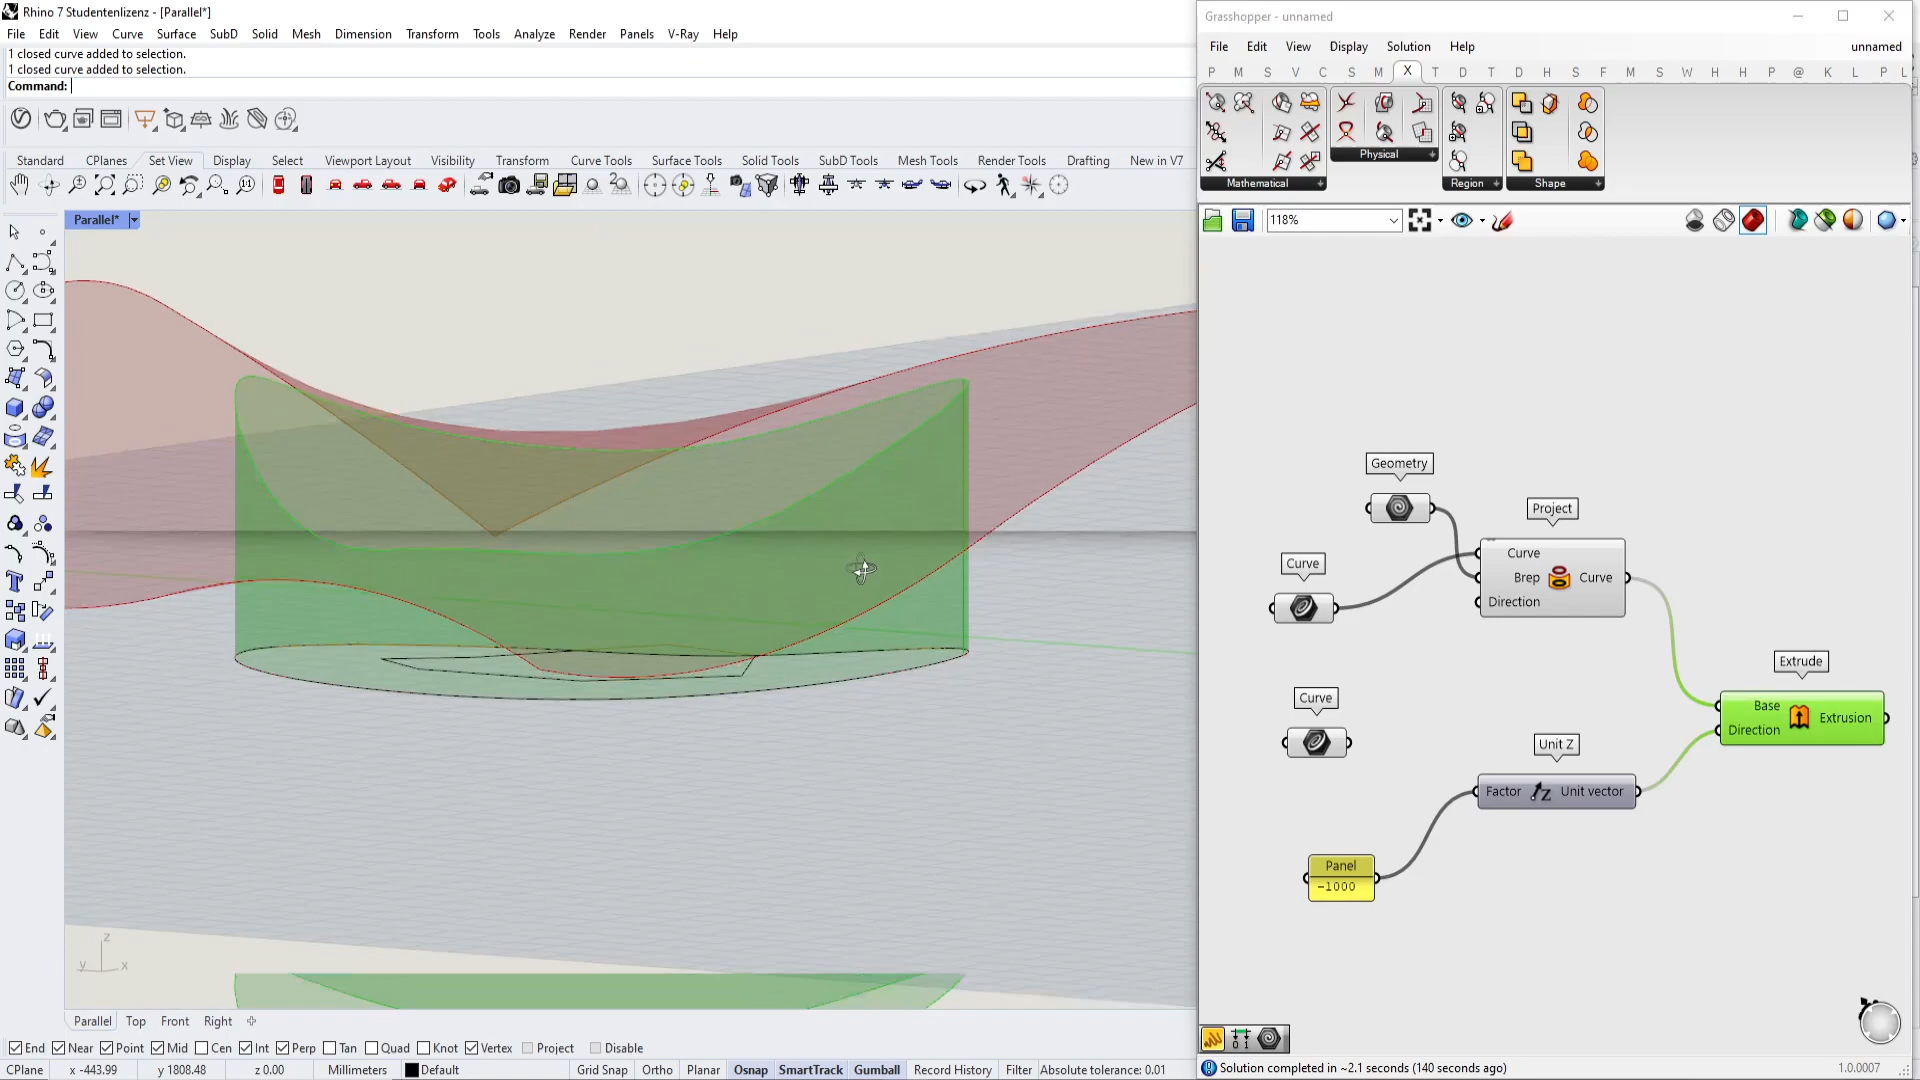 Rhino 7 Studentenlizenz - [Parallel*]
File Edit View Curve Surface SubD Solid Mesh Dimension Transform Tools Analyze Render Panels V-Ray Help
1 closed curve added to selection.
1 closed curve added to selection.
Command:
Standard CPlanes Set View Display Select Viewport Layout Visibility Transform Curve Tools Surface Tools Solid Tools SubD Tools Mesh Tools Render Tools Drafting New in V7
Parallel*
z
y x
Parallel Top Front Right
End Near Point Mid Cen Int Perp Tan Quad Knot Vertex Project Disable
CPlane x -443.99 y 1808.48 z 0.00 Millimeters Default Grid Snap Ortho Planar Osnap SmartTrack Gumball Record History Filter Absolute tolerance: 0.01
Grasshopper - unnamed
File Edit View Display Solution Help unnamed
P M S V C S M X T D T D H S F M S W H H P @ K L P L
Mathematical Physical Region Shape
118%
Geometry
Project
Curve
Curve
Brep Curve
Direction
Curve
Extrude
Base
Extrusion
Direction
Unit Z
Factor Unit vector
Panel
-1000
Solution completed in ~2.1 seconds (140 seconds ago)
1.0.0007